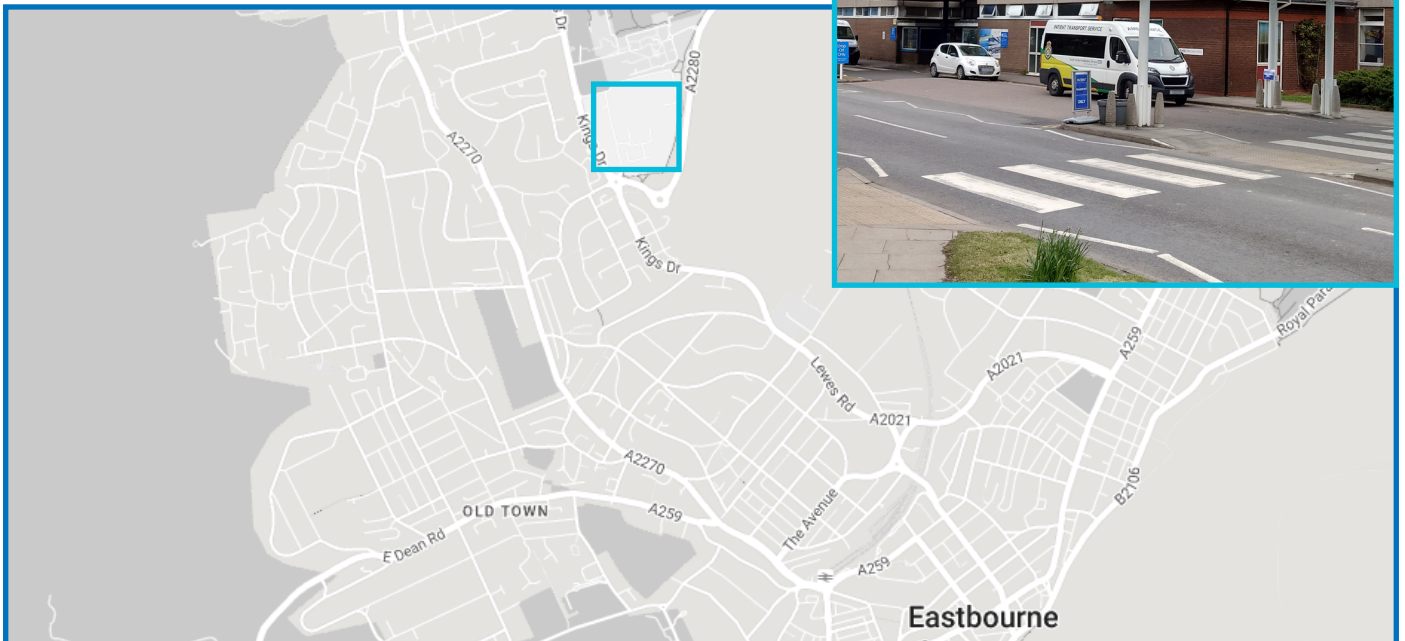 s Dr
A2280
PATIENT TRANSPORT SERVICE
Kings Dr
A2270
Kings Dr
Royal Para
A259
A2021
Lewes Rd
A2021
A2270
B2106
The Avenue
OLD TOWN
A259
E Dean Rd
A259
Eastbourne